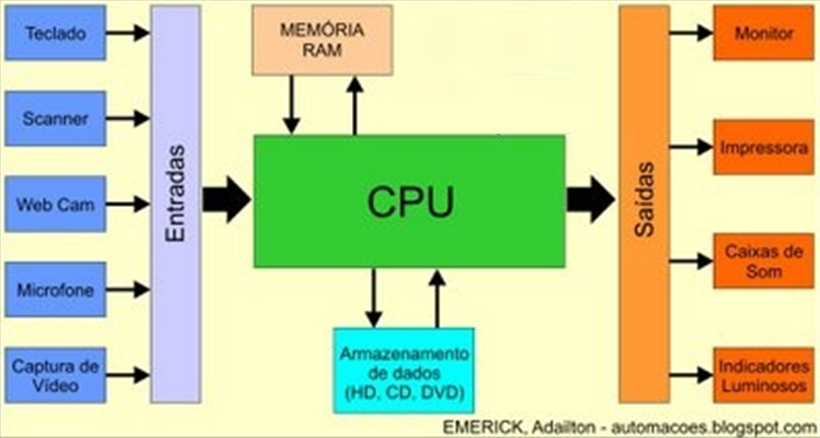 Teclado
Scanner
Web Cam
Microfone
Captura de
Vídeo
Entradas
MEMÓRIA
RAM
CPU
Armazenamento
de dados
(HD, CD, DVD)
Saídas
Monitor
Impressora
Caixas de
Som
Indicadores
Luminosos
EMERICK, Adailton - automacoes.blogspot.com